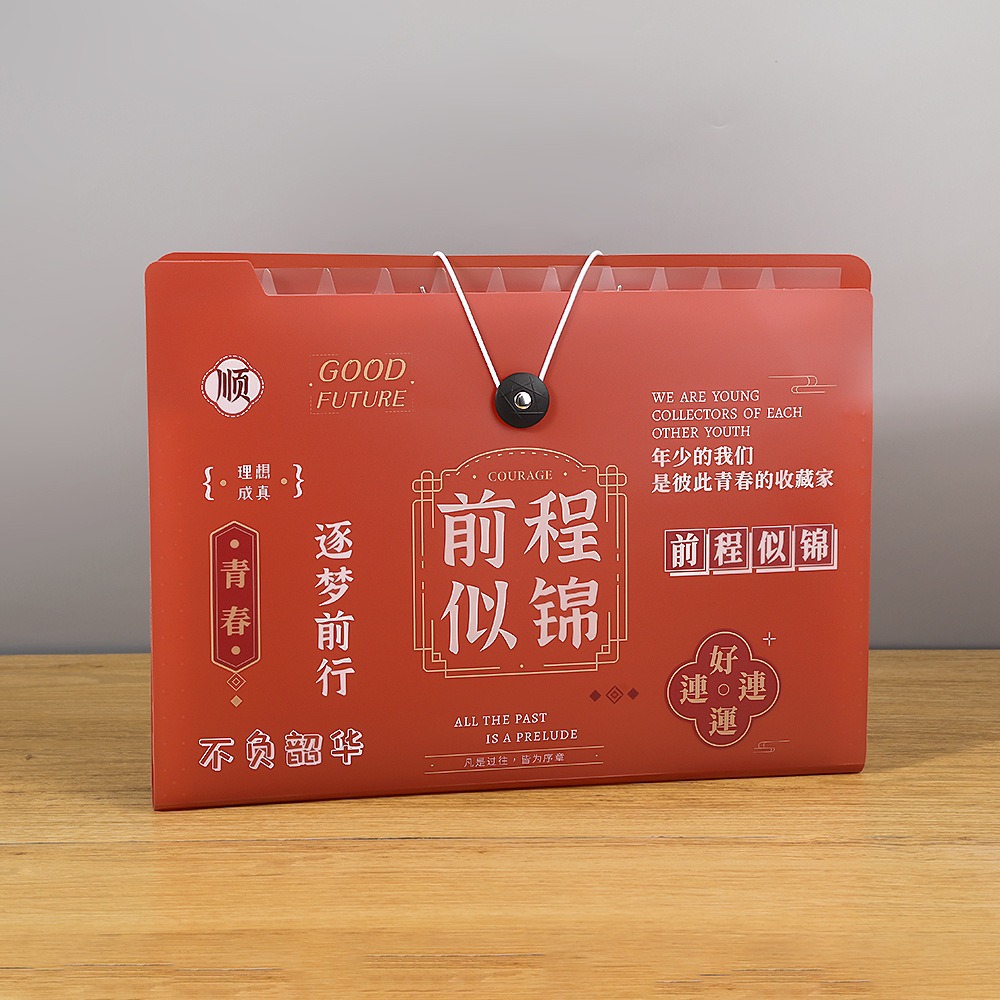 顺
GOOD
FUTURE
WE ARE YOUNG
COLLECTORS OF EACH
OTHER YOUTH
年少的我们
是彼此青春的收藏家
理想
成真
COURAGE
前程
似锦
前程似锦
青春
逐梦前行
好
連連
運
不负韶华
ALL THE PAST
IS A PRELUDE
凡是过往，皆为序章